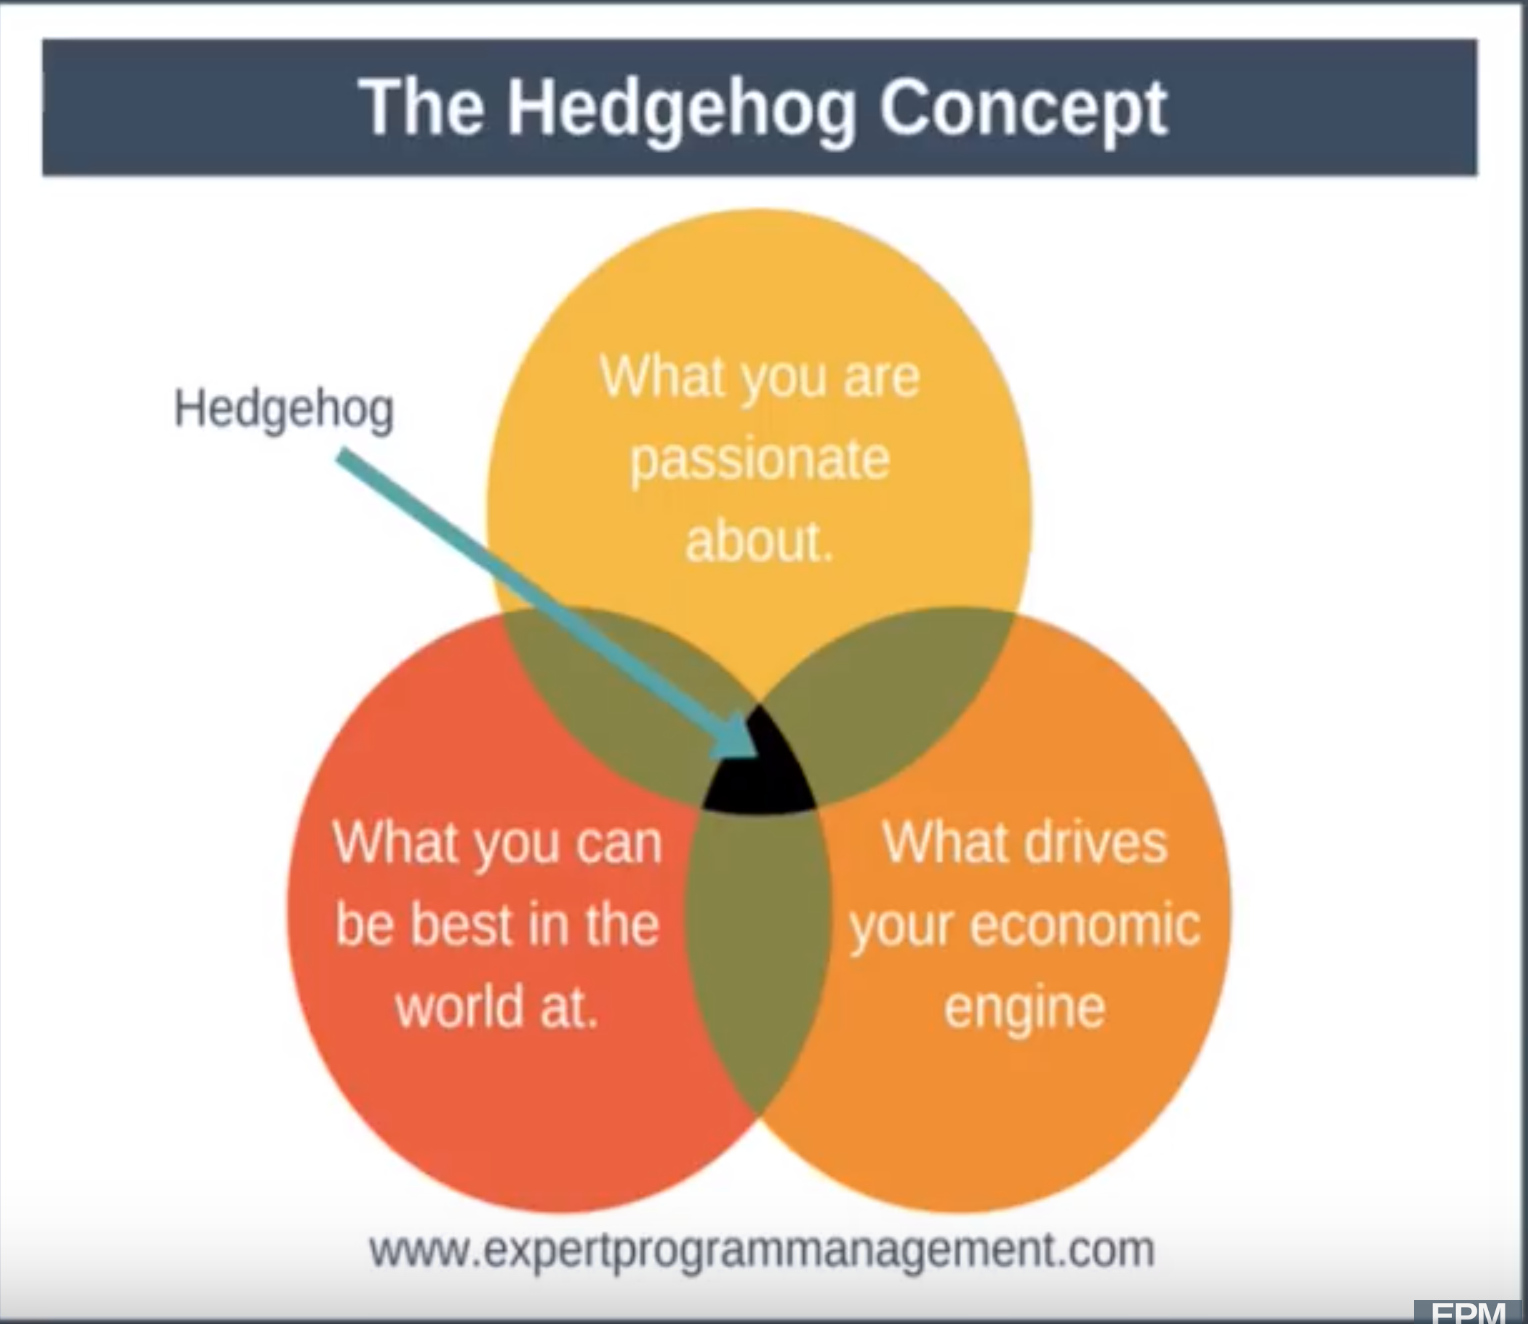 The Hedgehog Concept
Hedgehog
What you are
passionate
about.
What you can
be best in the
world at.
What drives
your economic
engine
www.expertprogrammanagement.com
EPM